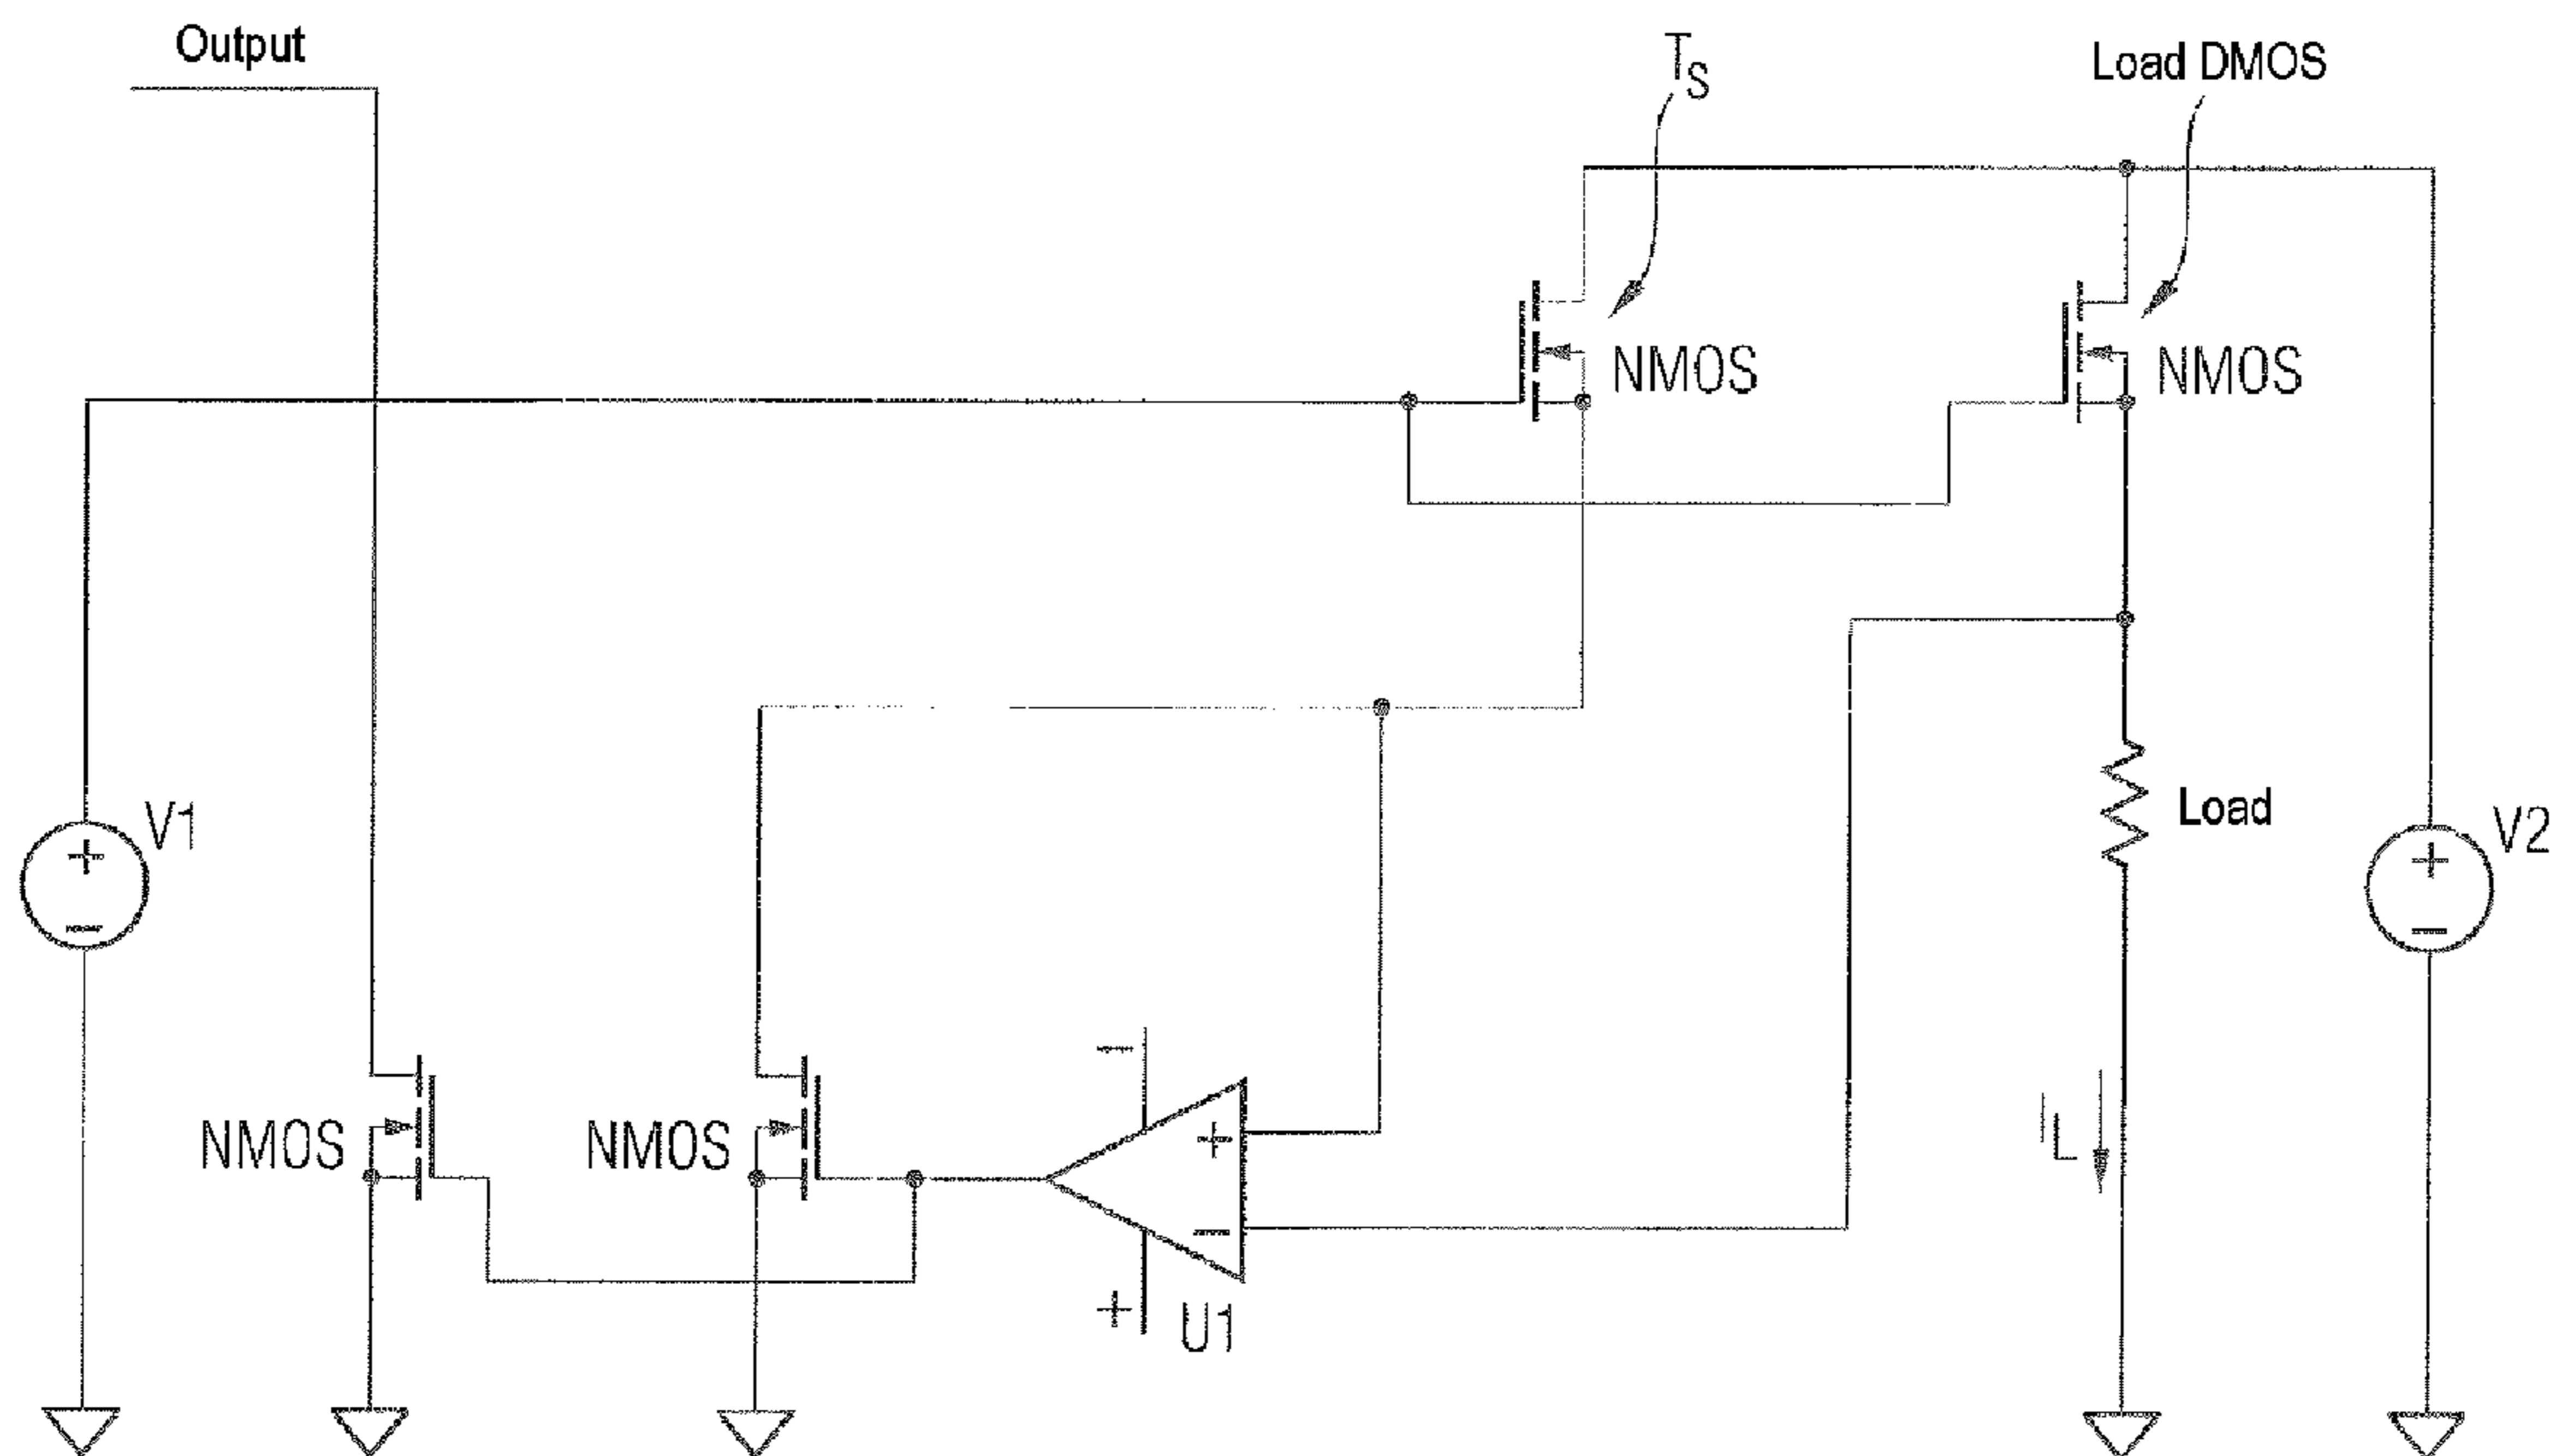 Output
T_S
Load DMOS
NMOS
NMOS
V1
+
−
Load
V2
+
−
NMOS
NMOS
−
+
−
+
U1
I_L